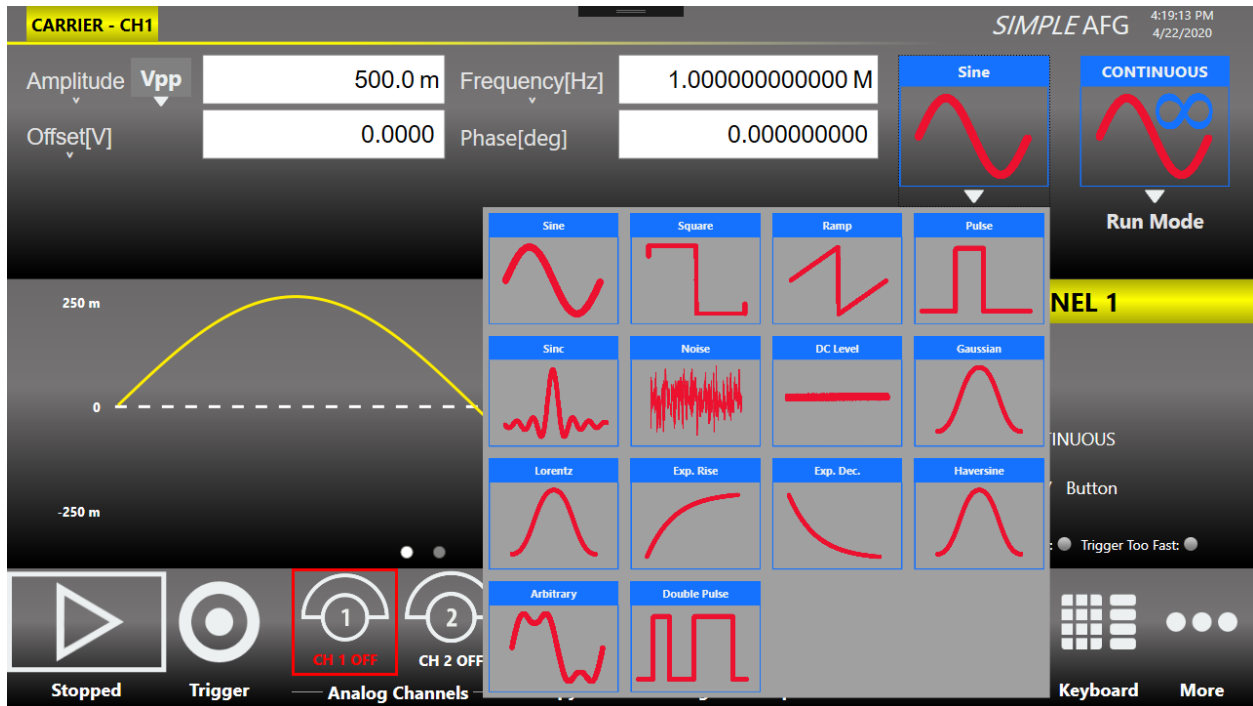 CARRIER - CH1
SIMPLE AFG
4:19:13 PM
4/22/2020
Amplitude Vpp 500.0 m Frequency[Hz] 1.000000000000 M
Offset[V] 0.0000 Phase[deg] 0.000000000
Sine
CONTINUOUS
Run Mode
Sine Square Ramp Pulse
Sinc Noise DC Level Gaussian
Lorentz Exp. Rise Exp. Dec. Haversine
Arbitrary Double Pulse
250 m
0
-250 m
NEL 1
INUOUS
Button
Trigger Too Fast:
1
2
CH 1 OFF CH 2 OFF
Stopped Trigger Analog Channels Keyboard More